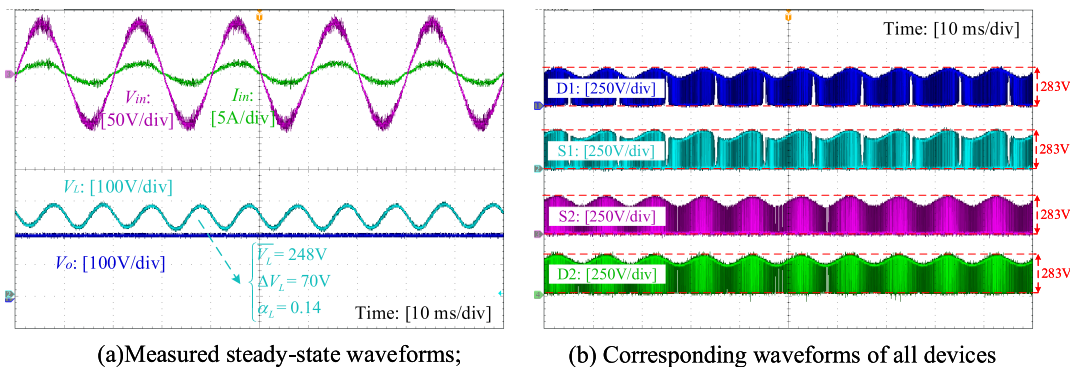 Vin:
[50V/div]
Iin:
[5A/div]
VL: [100V/div]
Vo: [100V/div]
VL = 248V
ΔVL = 70V
αL = 0.14
Time: [10 ms/div]
(a)Measured steady-state waveforms;
Time: [10 ms/div]
D1: [250V/div]
283V
S1: [250V/div]
283V
S2: [250V/div]
283V
D2: [250V/div]
283V
(b) Corresponding waveforms of all devices